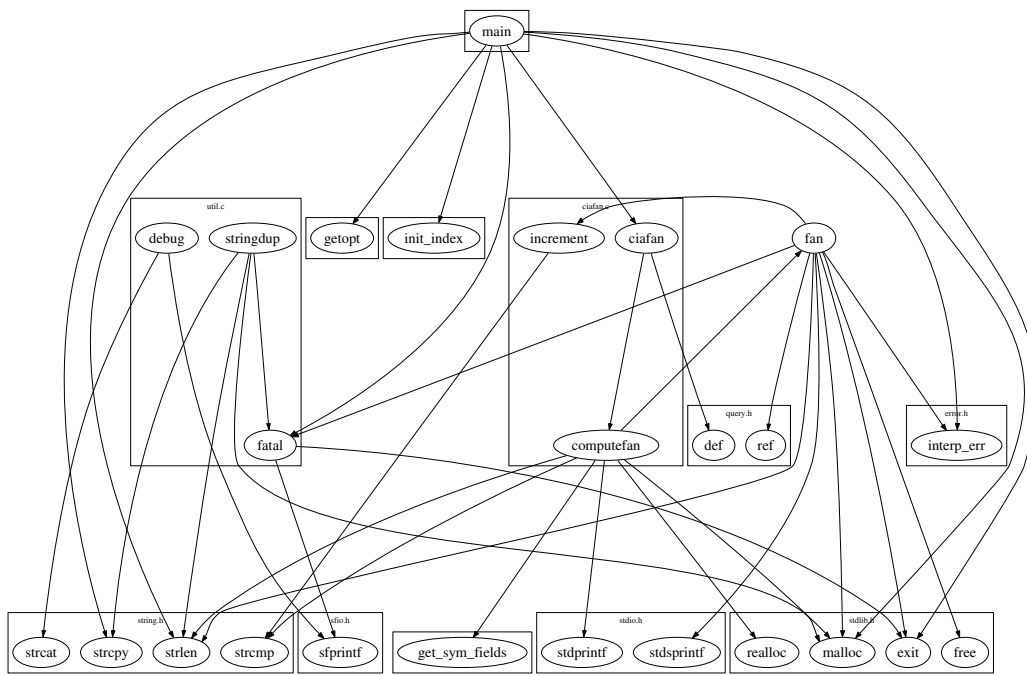 main
util.c
ciafan.c
debug
stringdup
getopt
init_index
increment
ciafan
fan
query.h
error.h
fatal
computefan
def
ref
interp_err
string.h
sfio.h
stdio.h
stdlib.h
strcat
strcpy
strlen
strcmp
sfprintf
get_sym_fields
stdprintf
stdsprintf
realloc
malloc
exit
free